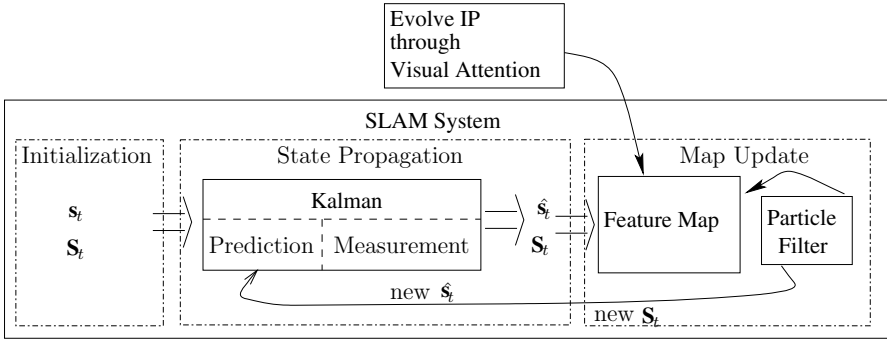 Evolve IP
through
Visual Attention
SLAM System
Initialization
State Propagation
Map Update
s_t
S_t
Kalman
Prediction
Measurement
ŝ_t
S_t
Feature Map
Particle
Filter
new ŝ_t
new S_t